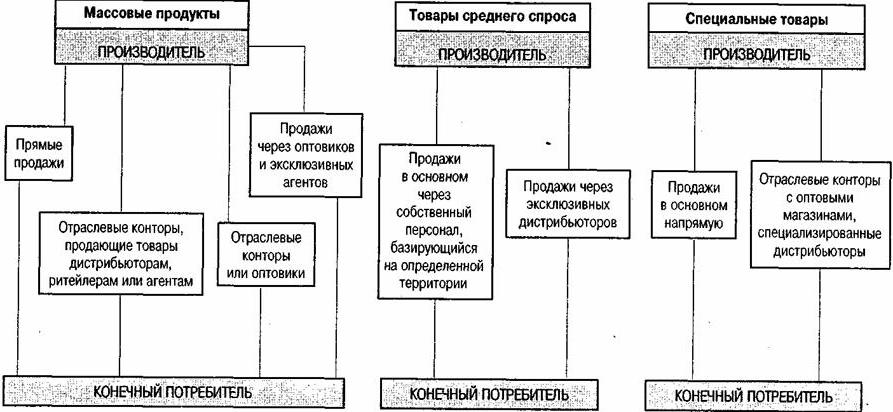 Массовые продукты
ПРОИЗВОДИТЕЛЬ
Прямые
продажи
Отраслевые конторы,
продающие товары
дистрибьюторам,
ритейлерам или агентам
Отраслевые
конторы
или оптовики
Продажи
через оптовиков
и эксклюзивных
агентов
КОНЕЧНЫЙ ПОТРЕБИТЕЛЬ
Товары среднего спроса
ПРОИЗВОДИТЕЛЬ
Продажи
в основном
через
собственный
персонал,
базирующийся
на определенной
территории
Продажи через
эксклюзивных
дистрибьюторов
КОНЕЧНЫЙ ПОТРЕБИТЕЛЬ
Специальные товары
ПРОИЗВОДИТЕЛЬ
Продажи
в основном
напрямую
Отраслевые конторы
с оптовыми
магазинами,
специализированные
дистрибьюторы
КОНЕЧНЫЙ ПОТРЕБИТЕЛЬ